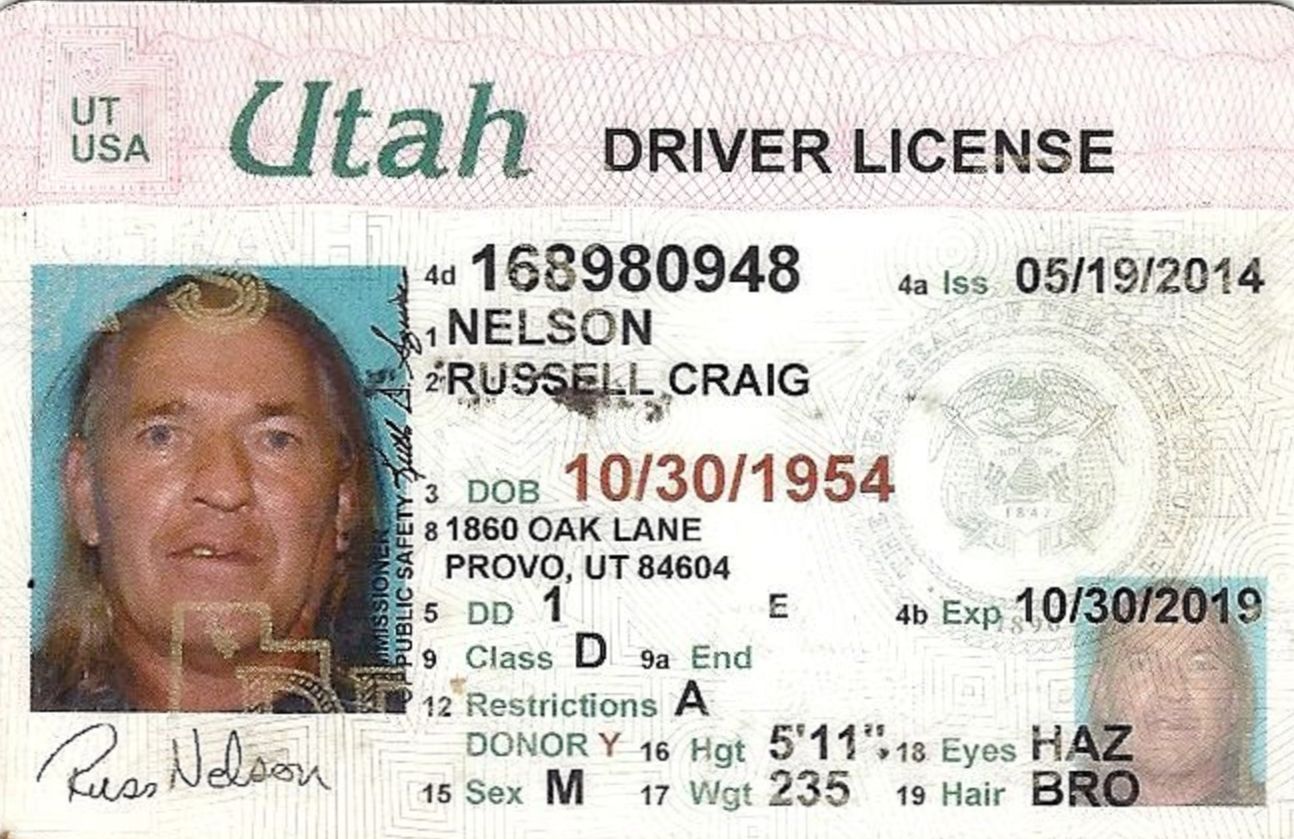 UT
USA
Utah DRIVER LICENSE
4d 168980948 4a Iss 05/19/2014
1 NELSON
2 RUSSELL CRAIG
3 DOB 10/30/1954
8 1860 OAK LANE
PROVO, UT 84604
5 DD 1 E 4b Exp 10/30/2019
9 Class D 9a End
12 Restrictions A
DONOR Y 16 Hgt 5'11" 18 Eyes HAZ
15 Sex M 17 Wgt 235 19 Hair BRO
Russ Nelson
PUBLIC SAFETY
1847
1896